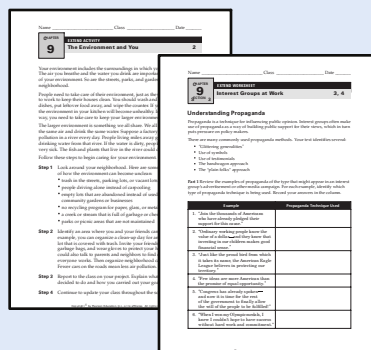 Name Class Date
CHAPTER
9
EXTEND ACTIVITY
The Environment and You 2
Your environment includes the surroundings in which y
The air you breathe and the water you drink are importa
of your environment. So are the streets, parks, and garde
neighborhood.
People need to take care of their environment, just as the
to work to keep their homes clean. You should wash and
dishes, put leftover food away, and wipe the counter. If y
the environment in your kitchen will become unhealthy. I
way, you need to take care to keep your larger environme
The larger environment is something we all share. We all
the same air and drink the same water. Suppose a factory
pollution in a river every day. People living miles away g
drinking water from that river. If the water is dirty, peopl
very sick. The fish and plants that live in the river could a
Follow these steps to begin caring for your environment.
Step 1 Look around your neighborhood. Here are some
of how the environment can become unclean:
• trash in the streets, parking lots, or vacant lots
• people driving alone instead of carpooling
• empty lots that are abandoned instead of used
community gardens or businesses
• no recycling program for paper, glass, or metal
• a creek or stream that is full of garbage or che
• parks or picnic areas that are not maintained
Step 2 Identify an area where you and your friends can
example, you can organize a clean-up day for an
lot that is covered with trash. Invite your friends
garbage bags, and wear gloves to protect your h
could also talk to parents and neighbors to find
everyone works. Then organize neighborhood
Fewer cars on the roads means less air pollution.
Step 3 Report to the class on your project. Explain what
decided to do and how you carried out your goa
Step 4 Continue to update your class throughout the s
Name Class Date
CHAPTER
9
SECTION 2
EXTEND WORKSHEET
Interest Groups at Work 3, 4
Understanding Propaganda
Propaganda is a technique for influencing public opinion. Interest groups often make
use of propaganda as a way of building public support for their views, which in turn
puts pressure on policy makers.
There are many commonly used propaganda methods. Your text identifies several:
• "Glittering generalities"
• Use of symbols
• Use of testimonials
• The bandwagon approach
• The "plain folks" approach
Review the examples of propaganda of the type that might appear in an interest
group's advertisement or other media campaign. For each example, identify which
type of propaganda technique is being used. Record your answers in the column.
Example Propaganda Technique Used
1. "Join the thousands of Americans
who have already pledged their
support for this cause."
2. "Ordinary working people know the
value of a dollar—and they know that
investing in our children makes good
financial sense."
3. "Just like the proud bird from which
it takes its name, the American Eagle
League believes in protecting our
territory."
4. "Few ideas are more American than
the promise of equal opportunity."
5. "Congress has already spoken—
and now it is time for the rest
of the government to finally allow
the will of the people to be fulfilled"
6. "When I won my Olympic medals, I
knew I couldn't hope to have success
without hard work and commitment."